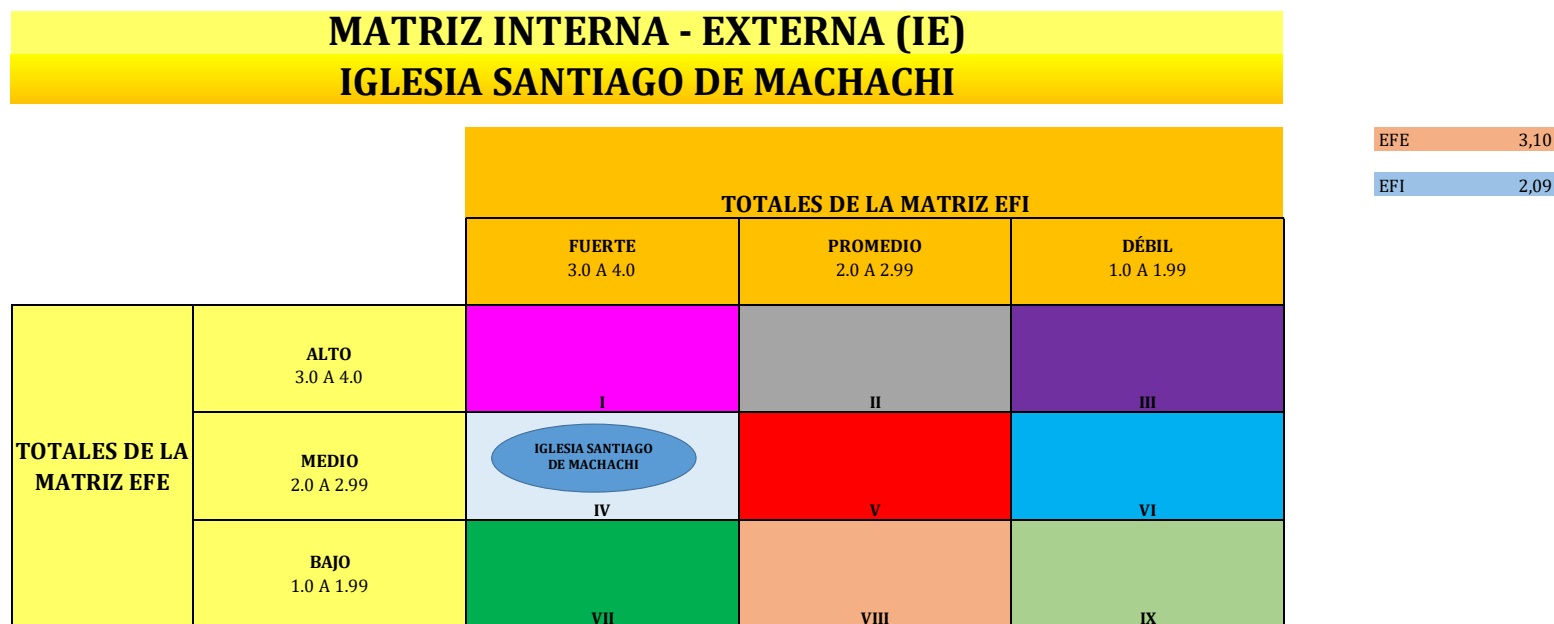 MATRIZ INTERNA - EXTERNA (IE)
IGLESIA SANTIAGO DE MACHACHI
EFE 3,10
EFI 2,09
TOTALES DE LA MATRIZ EFI
FUERTE
3.0 A 4.0
PROMEDIO
2.0 A 2.99
DÉBIL
1.0 A 1.99
TOTALES DE LA
MATRIZ EFE
ALTO
3.0 A 4.0
I
II
III
MEDIO
2.0 A 2.99
IGLESIA SANTIAGO
DE MACHACHI
IV
V
VI
BAJO
1.0 A 1.99
VII
VIII
IX